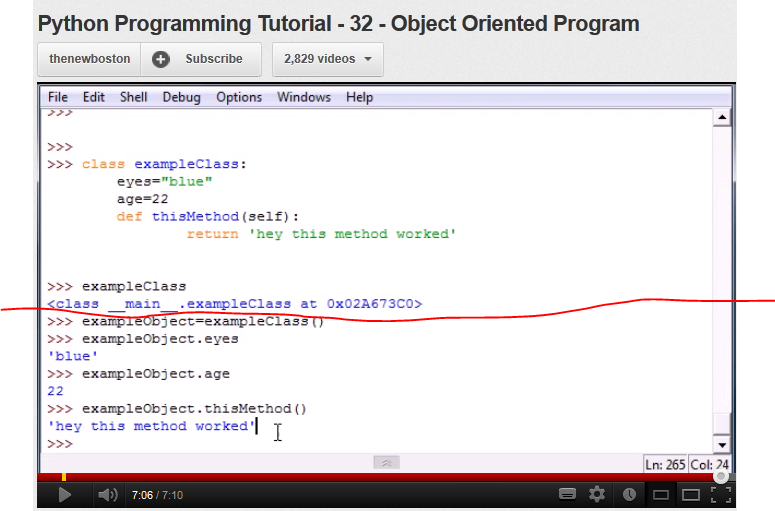 Python Programming Tutorial - 32 - Object Oriented Program
thenewboston Subscribe 2,829 videos
File Edit Shell Debug Options Windows Help
>>>
>>>
>>> class exampleClass:
eyes="blue"
age=22
def thisMethod(self):
return 'hey this method worked'
>>> exampleClass
<class __main__.exampleClass at 0x02A673C0>
>>> exampleObject=exampleClass()
>>> exampleObject.eyes
'blue'
>>> exampleObject.age
22
>>> exampleObject.thisMethod()
'hey this method worked'
>>>
Ln: 265 Col: 24
7:06 / 7:10